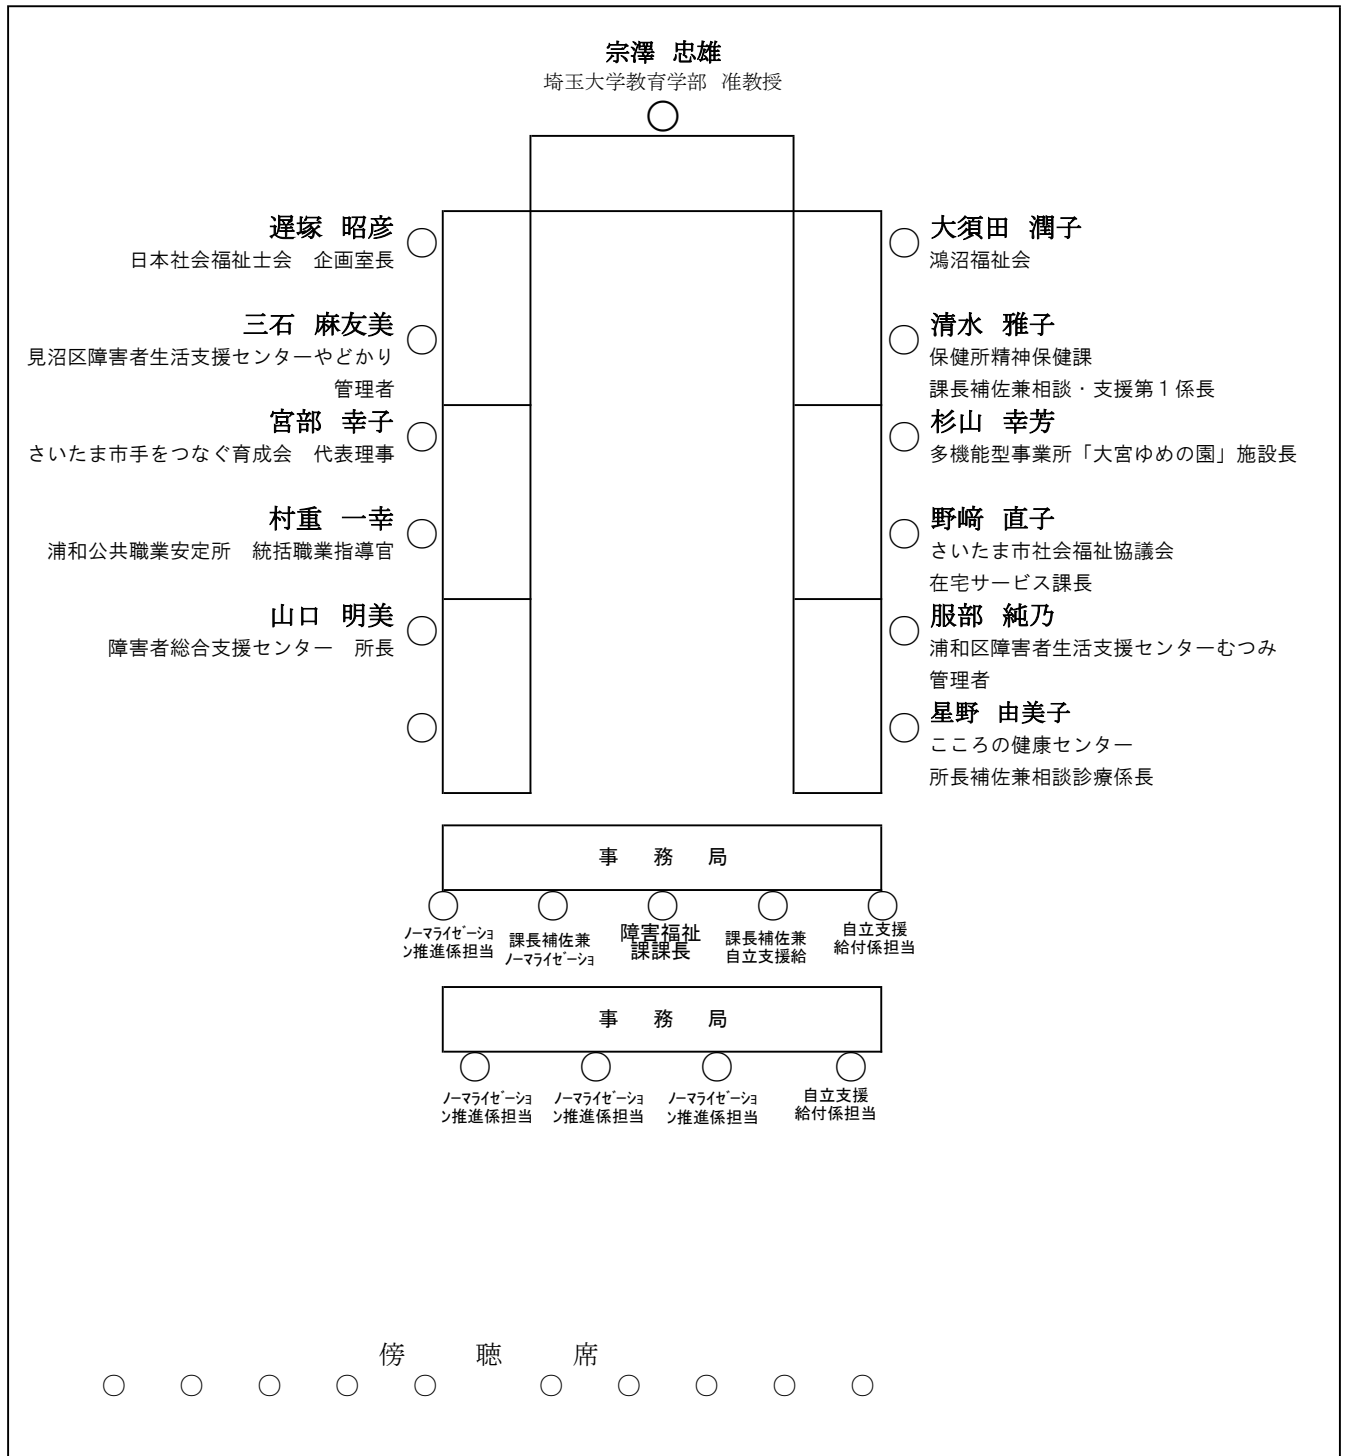 宗澤 忠雄
埼玉大学教育学部 准教授
遅塚 昭彦
日本社会福祉士会 企画室長
三石 麻友美
見沼区障害者生活支援センターやどかり
管理者
宮部 幸子
さいたま市手をつなぐ育成会 代表理事
村重 一幸
浦和公共職業安定所 統括職業指導官
山口 明美
障害者総合支援センター 所長
大須田 潤子
鴻沼福祉会
清水 雅子
保健所精神保健課
課長補佐兼相談・支援第1係長
杉山 幸芳
多機能型事業所「大宮ゆめの園」施設長
野﨑 直子
さいたま市社会福祉協議会
在宅サービス課長
服部 純乃
浦和区障害者生活支援センターむつみ
管理者
星野 由美子
こころの健康センター
所長補佐兼相談診療係長
事 務 局
ノーマライゼーショ
ン推進係担当
課長補佐兼
ノーマライゼーショ
障害福祉
課課長
課長補佐兼
自立支援給
自立支援
給付係担当
事 務 局
ノーマライゼーショ
ン推進係担当
ノーマライゼーショ
ン推進係担当
ノーマライゼーショ
ン推進係担当
自立支援
給付係担当
傍 聴 席